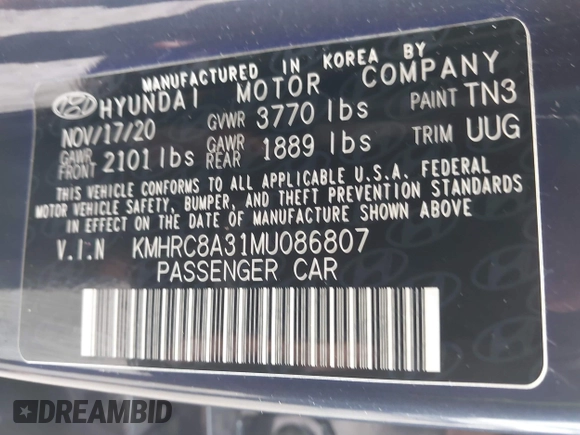 MANUFACTURED IN KOREA BY
HYUNDAI MOTOR COMPANY
NOV/17/20 GVWR 3770 lbs PAINT TN3
GAWR FRONT 2101 lbs GAWR REAR 1889 lbs TRIM UUG
THIS VEHICLE CONFORMS TO ALL APPLICABLE U.S.A. FEDERAL
MOTOR VEHICLE SAFETY, BUMPER, AND THEFT PREVENTION STANDARDS
IN EFFECT ON THE DATE OF MANUFACTURE SHOWN ABOVE.
V.I.N KMHRC8A31MU086807
PASSENGER CAR
DREAMBID